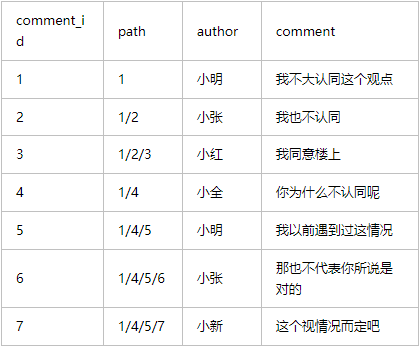 comment_i
d path author comment
1 1 小明 我不大认同这个观点
2 1/2 小张 我也不认同
3 1/2/3 小红 我同意楼上
4 1/4 小全 你为什么不认同呢
5 1/4/5 小明 我以前遇到过这情况
6 1/4/5/6 小张 那也不代表你所说是
对的
7 1/4/5/7 小新 这个视情况而定吧